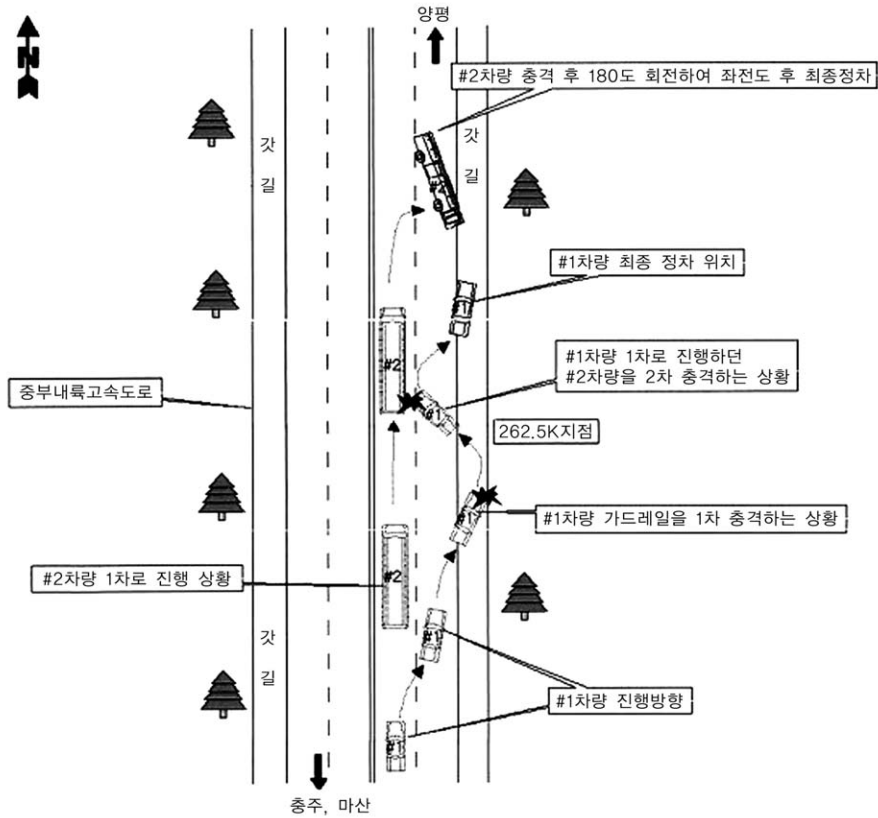 양평
#2차량 충격 후 180도 회전하여 좌전도 후 최종정차
갓
길
갓
길
#1차량 최종 정차 위치
#1
#2
#1차량 1차로 진행하던
#2차량을 2차 충격하는 상황
#1
중부내륙고속도로
262.5K지점
#1차량 가드레일을 1차 충격하는 상황
#2
#2차량 1차로 진행 상황
#1
갓
길
#1차량 진행방향
#1
충주, 마산